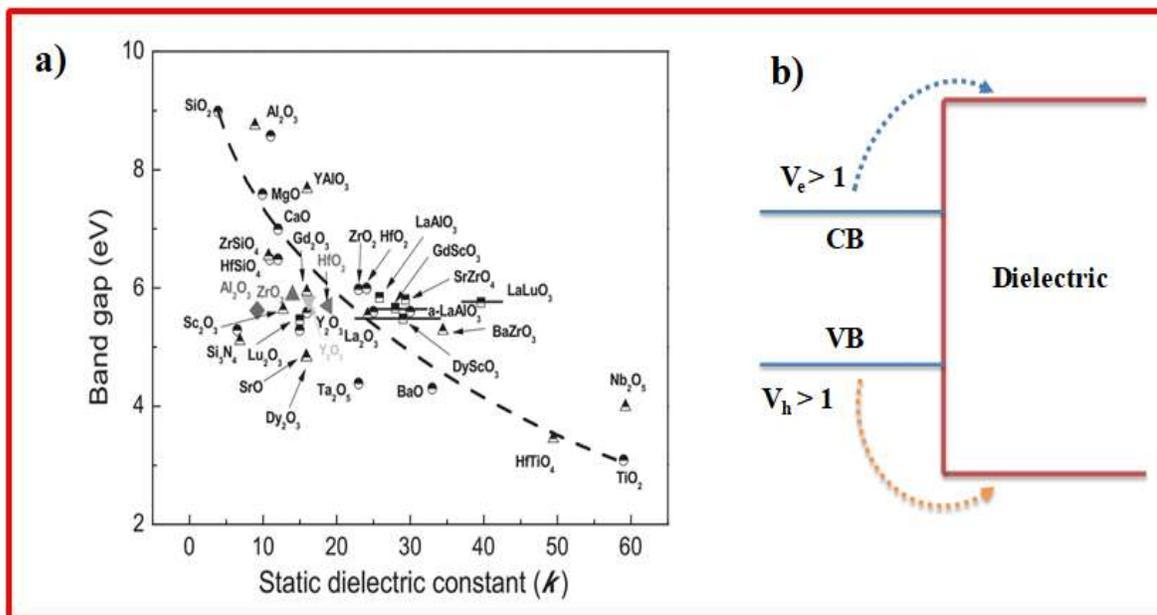 a)
10
8
6
4
2
0
10
20
30
40
50
60
Band gap (eV)
Static dielectric constant (k)
SiO₂
Al₂O₃
MgO
YAlO₃
CaO
Gd₂O₃
ZrSiO₄
HfSiO₄
HfO₂
ZrO₂ HfO₂
LaAlO₃
GdScO₃
SrZrO₄
LaLuO₃
Al₂O₃
ZrO₂
Sc₂O₃
Y₂O₃
a-LaAlO₃
BaZrO₃
Si₃N₄
Lu₂O₃
Y₂O₃
La₂O₃
DyScO₃
SrO
Dy₂O₃
Ta₂O₅
BaO
Nb₂O₅
HfTiO₄
TiO₂
b)
Vₑ > 1
CB
Dielectric
VB
Vₕ > 1